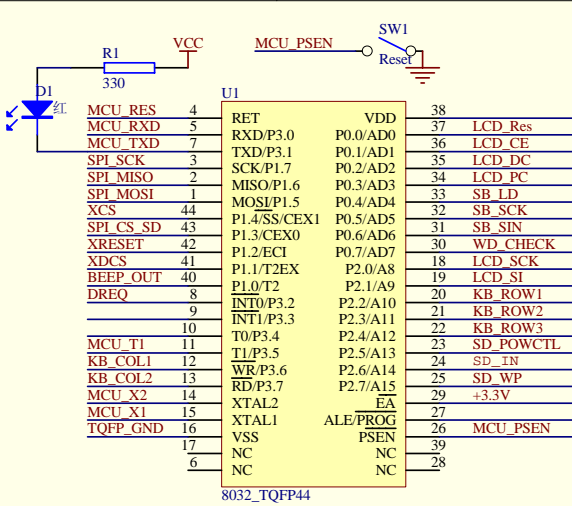 SW1
VCC
MCU_PSEN
Reset
R1
330
D1
红
U1
MCU_RES 4 RET VDD 38
MCU_RXD 5 RXD/P3.0 P0.0/AD0 37 LCD_Res
MCU_TXD 7 TXD/P3.1 P0.1/AD1 36 LCD_CE
SPI_SCK 3 SCK/P1.7 P0.2/AD2 35 LCD_DC
SPI_MISO 2 MISO/P1.6 P0.3/AD3 34 LCD_PC
SPI_MOSI 1 MOSI/P1.5 P0.4/AD4 33 SB_LD
XCS 44 P1.4/SS/CEX1 P0.5/AD5 32 SB_SCK
SPI_CS_SD 43 P1.3/CEX0 P0.6/AD6 31 SB_SIN
XRESET 42 P1.2/ECI P0.7/AD7 30 WD_CHECK
XDCS 41 P1.1/T2EX P2.0/A8 18 LCD_SCK
BEEP_OUT 40 P1.0/T2 P2.1/A9 19 LCD_SI
DREQ 8 INT0/P3.2 P2.2/A10 20 KB_ROW1
9 INT1/P3.3 P2.3/A11 21 KB_ROW2
10 T0/P3.4 P2.4/A12 22 KB_ROW3
MCU_T1 11 T1/P3.5 P2.5/A13 23 SD_POWCTL
KB_COL1 12 WR/P3.6 P2.6/A14 24 SD_IN
KB_COL2 13 RD/P3.7 P2.7/A15 25 SD_WP
MCU_X2 14 XTAL2 EA 29 +3.3V
MCU_X1 15 XTAL1 ALE/PROG 27
TQFP_GND 16 VSS PSEN 26 MCU_PSEN
17 NC NC 39
6 NC NC 28
8032_TQFP44